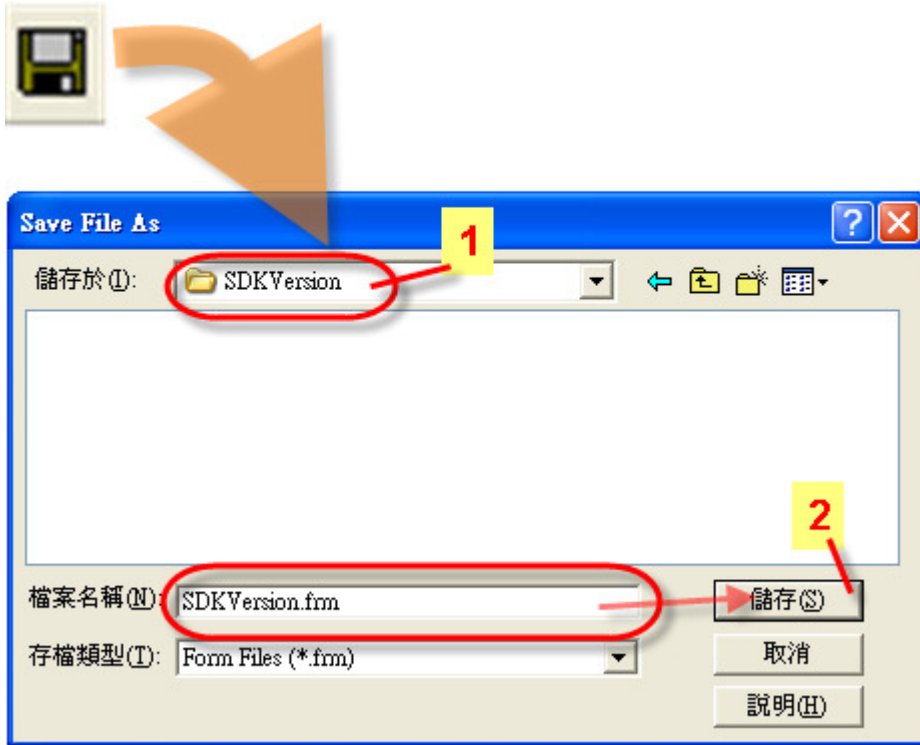 Save File As
1
儲存於(I):
SDKVersion
2
檔案名稱(N):
SDKVersion.frm
儲存(S)
存檔類型(T):
Form Files (*.frm)
取消
說明(H)